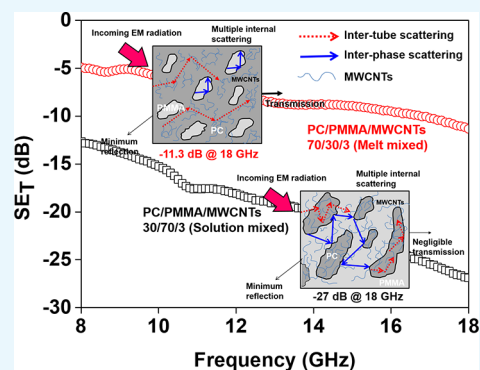 Incoming EM radiation
Multiple internal
scattering
Inter-tube scattering
Inter-phase scattering
MWCNTs
0
-5
-10
-15
-20
-25
-30
SE_T (dB)
MWCNTs
PMMA
PC
Transmission
Minimum
reflection
-11.3 dB @ 18 GHz
PC/PMMA/MWCNTs
70/30/3 (Melt mixed)
Incoming EM radiation
Multiple internal
scattering
PC/PMMA/MWCNTs
30/70/3 (Solution mixed)
MWCNTs
PC
PMMA
Negligible
transmission
Minimum
reflection
-27 dB @ 18 GHz
8
10
12
14
16
18
Frequency (GHz)